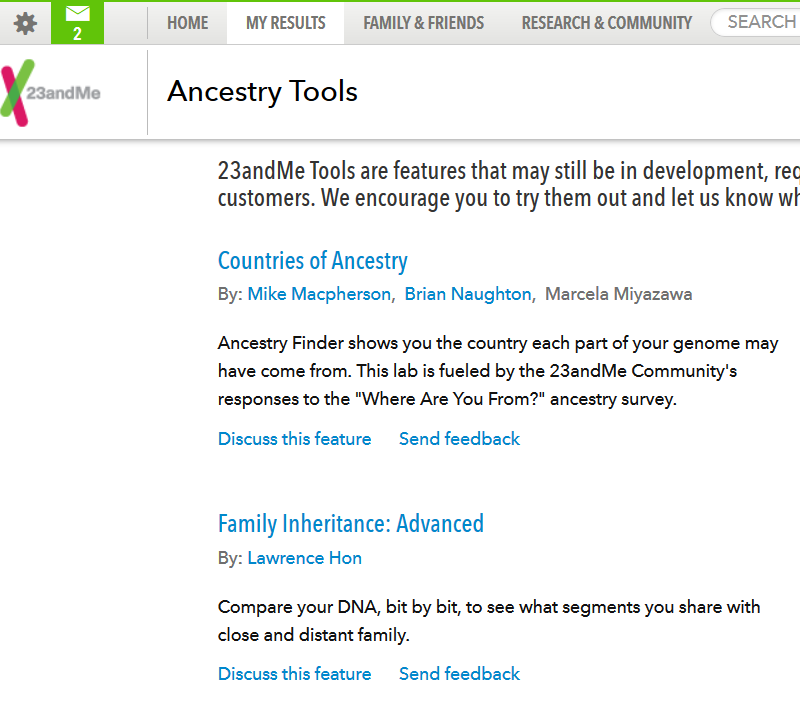 2
HOME MY RESULTS FAMILY & FRIENDS RESEARCH & COMMUNITY SEARCH
23andMe
Ancestry Tools
23andMe Tools are features that may still be in development,
customers. We encourage you to try them out and let us know
Countries of Ancestry
By: Mike Macpherson, Brian Naughton, Marcela Miyazawa
Ancestry Finder shows you the country each part of your genome may
have come from. This lab is fueled by the 23andMe Community's
responses to the "Where Are You From?" ancestry survey.
Discuss this feature Send feedback
Family Inheritance: Advanced
By: Lawrence Hon
Compare your DNA, bit by bit, to see what segments you share with
close and distant family.
Discuss this feature Send feedback